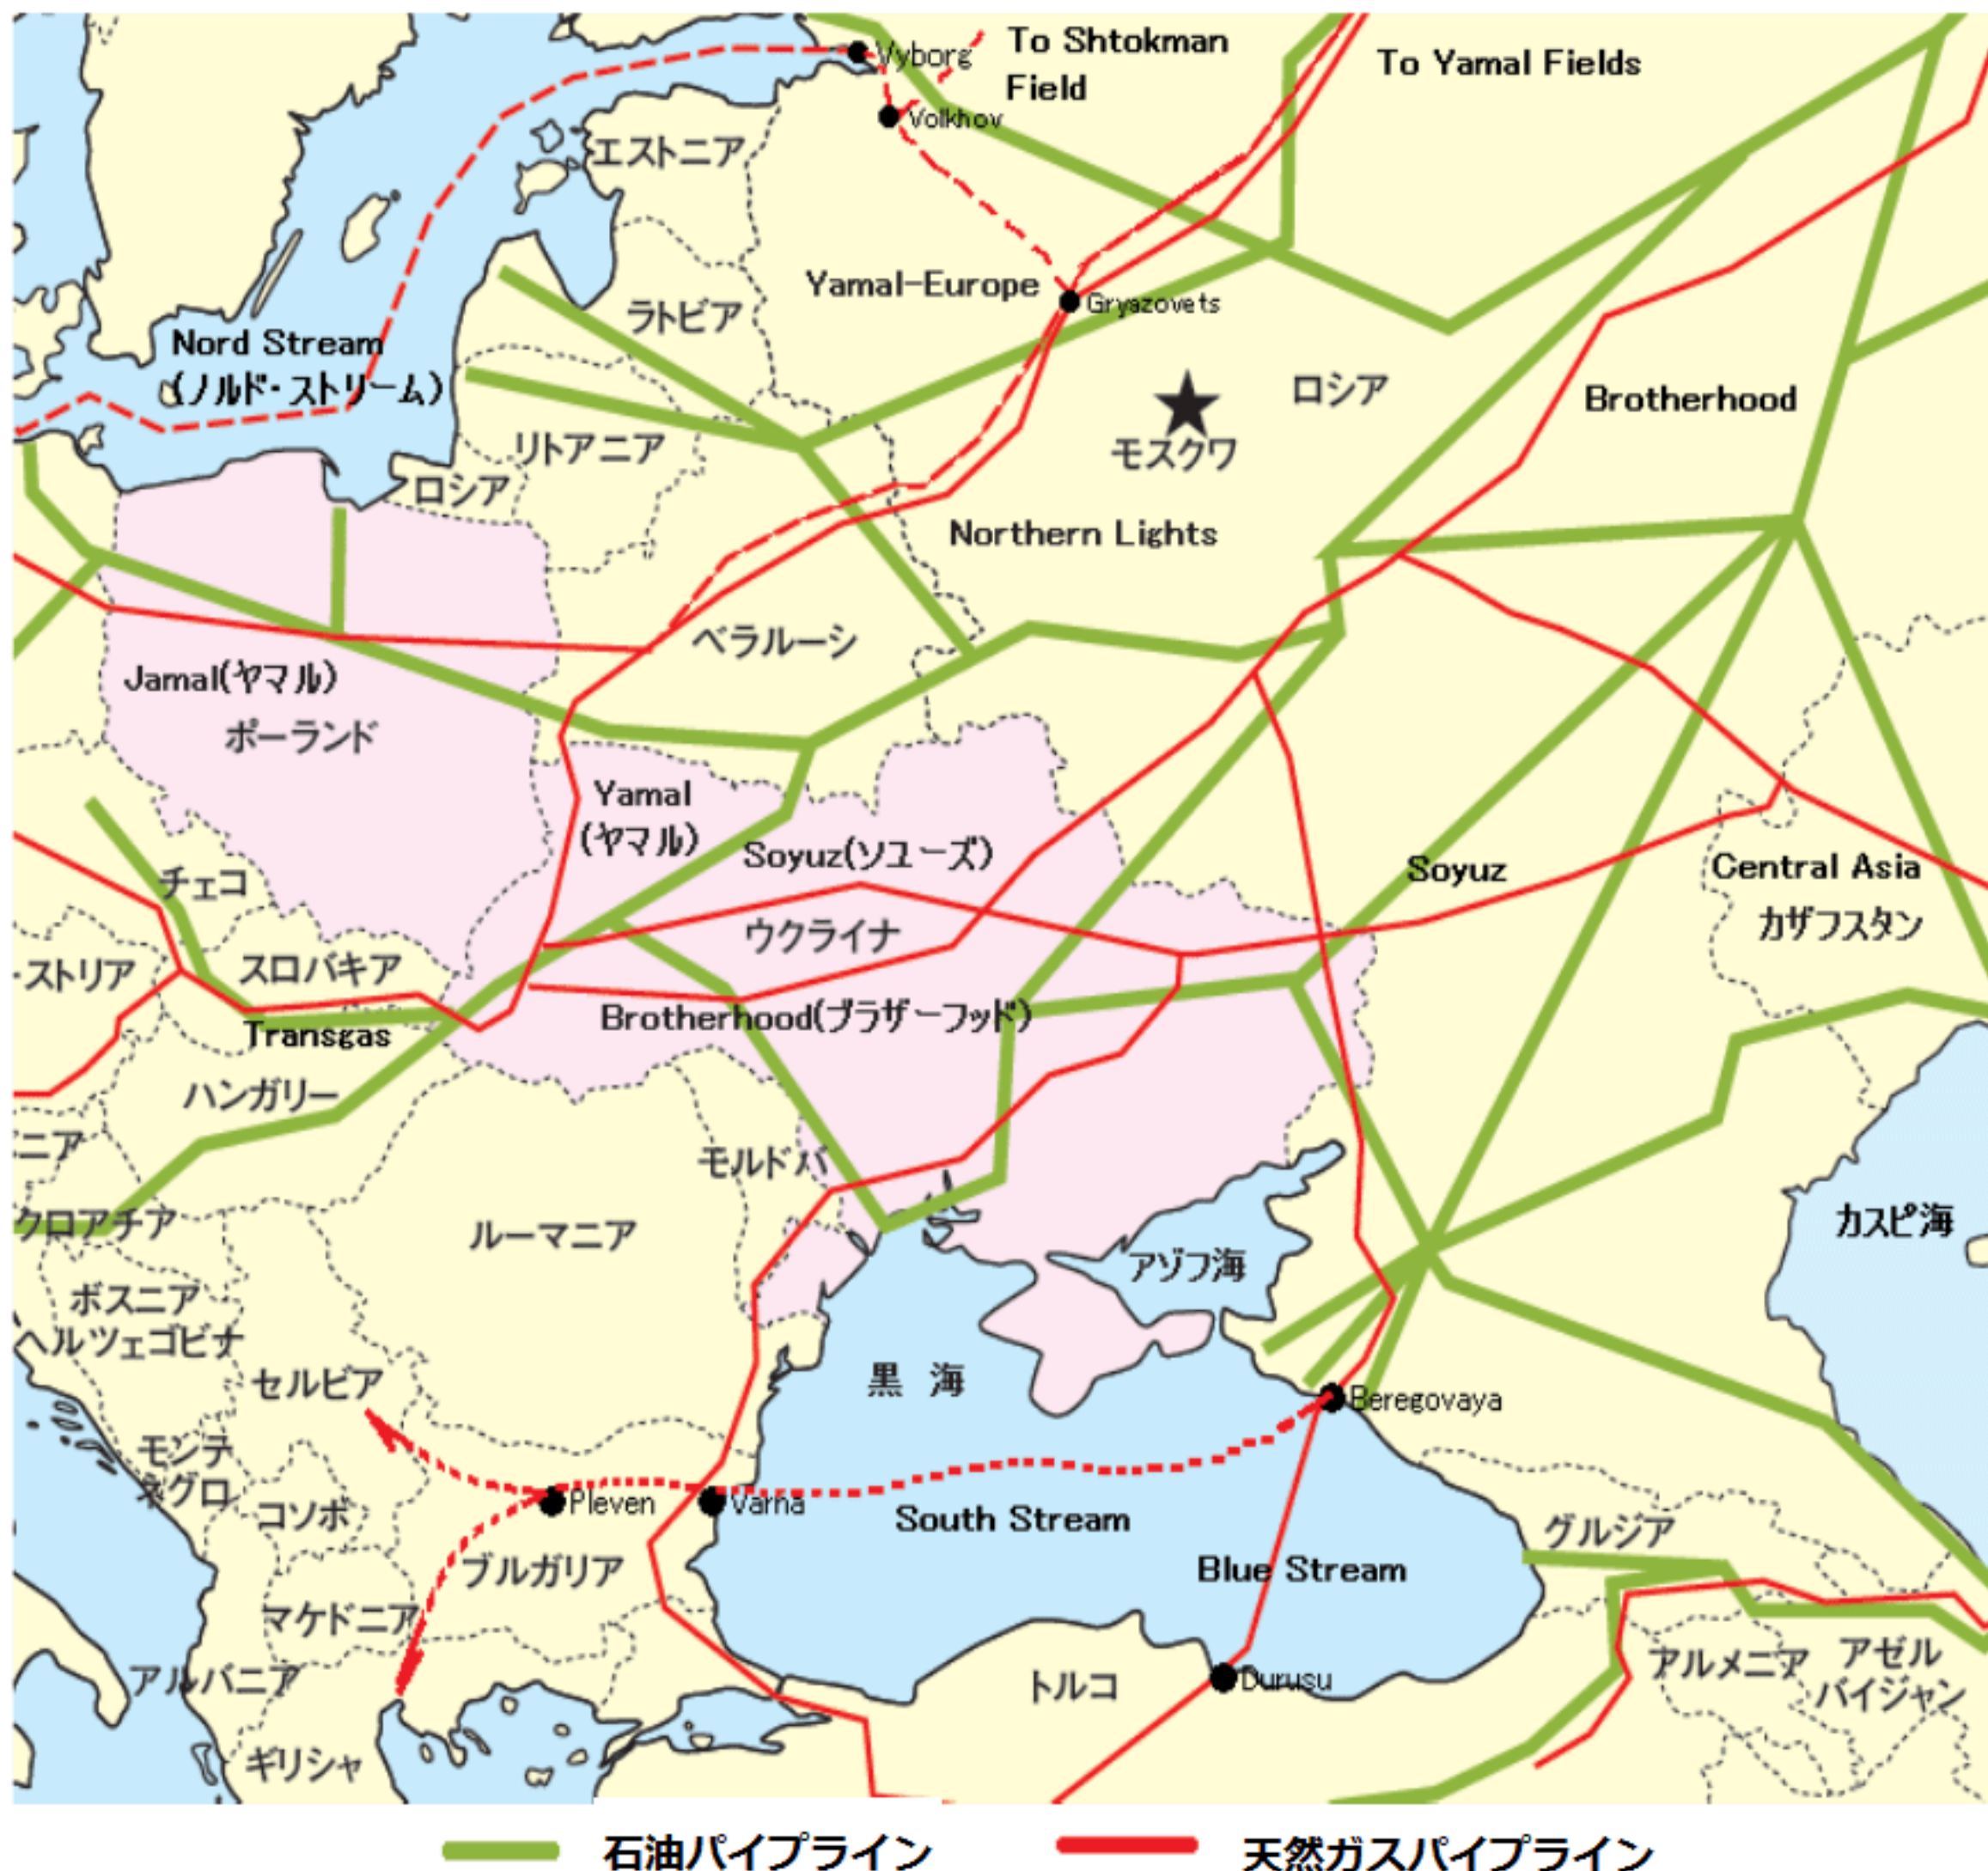 Vyborg
To Shtokman
Field
To Yamal Fields
Volkhov
エストニア
Yamal-Europe
Gryazovets
ラトビア
Nord Stream
(ノルド・ストリーム)
ロシア
Brotherhood
モスクワ
リトアニア
ロシア
Northern Lights
ベラルーシ
Jamal(ヤマル)
ポーランド
Yamal
(ヤマル)
Soyuz(ソユーズ)
Soyuz
Central Asia
カザフスタン
チェコ
ウクライナ
・ストリア
スロバキア
Brotherhood(ブラザーフッド)
Transgas
ハンガリー
ニア
モルドバ
クロアチア
ルーマニア
カスピ海
アゾフ海
ボスニア
ヘルツェゴビナ
セルビア
黒 海
Beregovaya
モンテ
ネグロ
コソボ
Pleven
Varna
South Stream
グルジア
ブルガリア
Blue Stream
マケドニア
アルバニア
トルコ
Durusu
アルメニア
アゼル
バイジャン
ギリシャ
石油パイプライン
天然ガスパイプライン